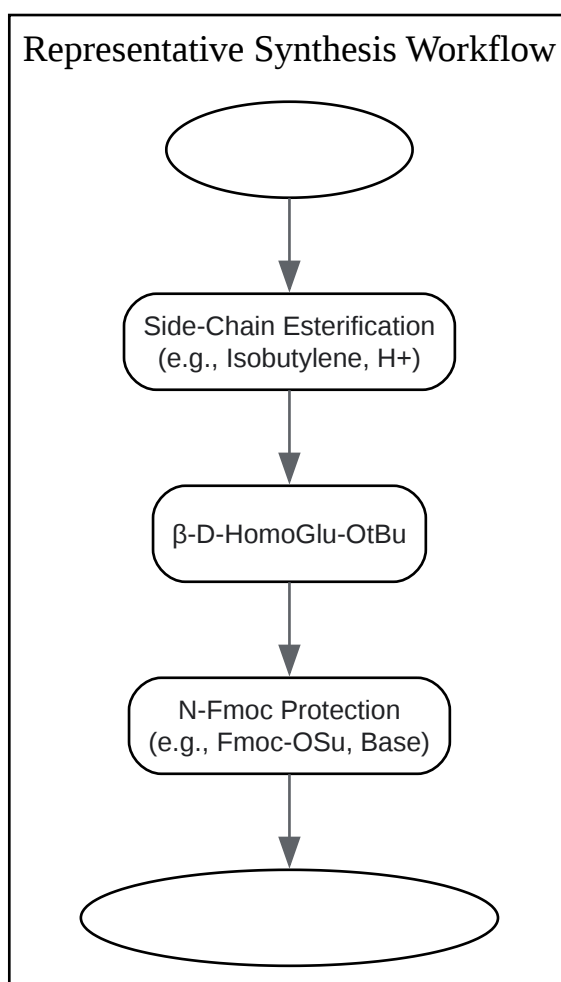 Representative Synthesis Workflow
Side-Chain Esterification
(e.g., Isobutylene, H+)
β-D-HomoGlu-OtBu
N-Fmoc Protection
(e.g., Fmoc-OSu, Base)